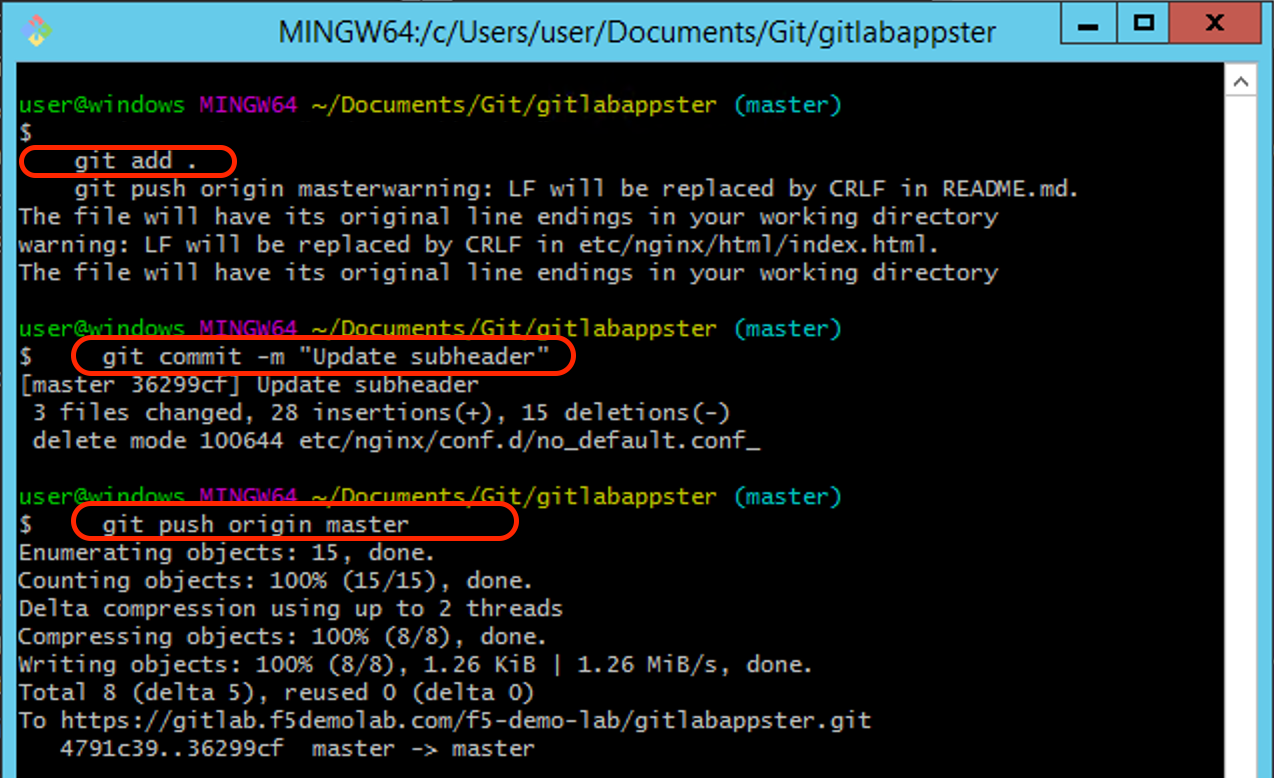 MINGW64:/c/Users/user/Documents/Git/gitlabappster
user@windows MINGW64 ~/Documents/Git/gitlabappster (master)
$
git add .
git push origin masterwarning: LF will be replaced by CRLF in README.md.
The file will have its original line endings in your working directory
warning: LF will be replaced by CRLF in etc/nginx/html/index.html.
The file will have its original line endings in your working directory
user@windows MINGW64 ~/Documents/Git/gitlabappster (master)
$ git commit -m "Update subheader"
[master 36299cf] Update subheader
3 files changed, 28 insertions(+), 15 deletions(-)
delete mode 100644 etc/nginx/conf.d/no_default.conf_
user@windows MINGW64 ~/Documents/Git/gitlabappster (master)
$ git push origin master
Enumerating objects: 15, done.
Counting objects: 100% (15/15), done.
Delta compression using up to 2 threads
Compressing objects: 100% (8/8), done.
Writing objects: 100% (8/8), 1.26 KiB | 1.26 MiB/s, done.
Total 8 (delta 5), reused 0 (delta 0)
To https://gitlab.f5demolab.com/f5-demo-lab/gitlabappster.git
4791c39..36299cf master -> master